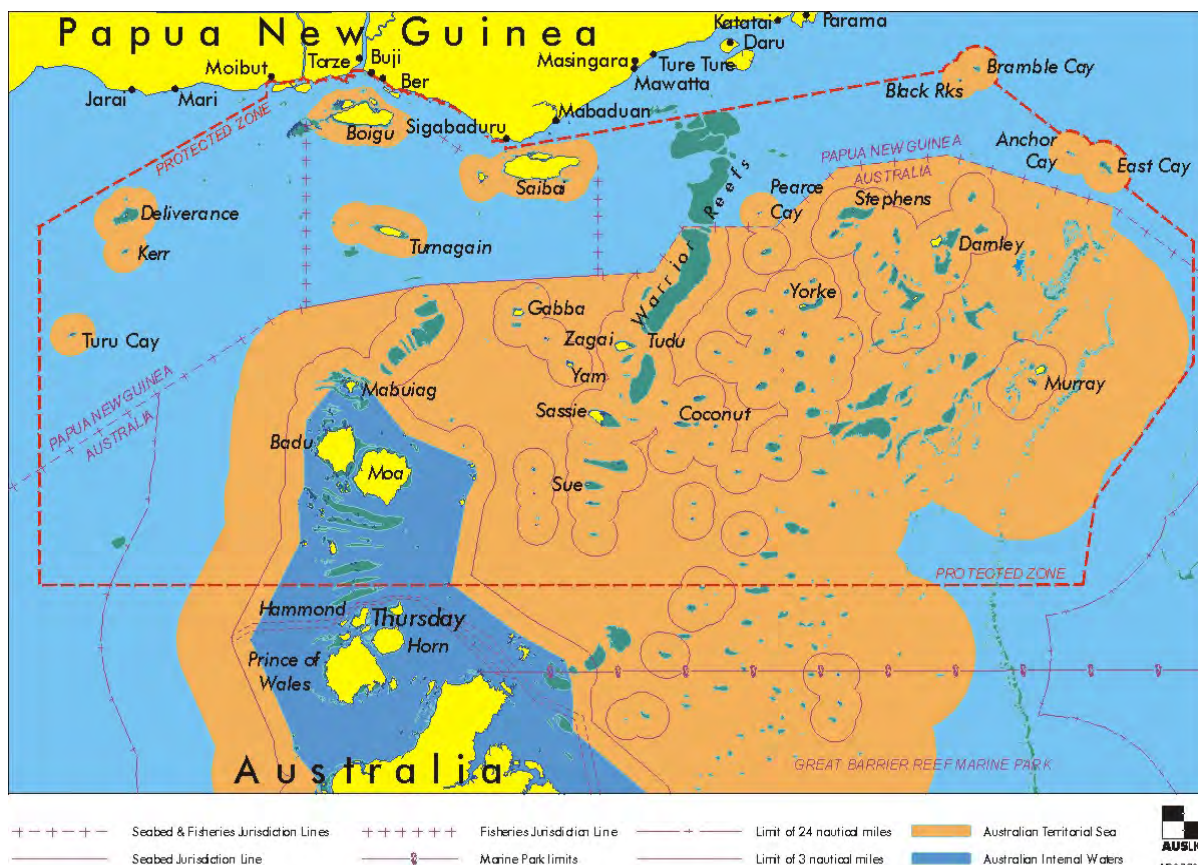 Papua New Guinea
Katatai
Parama
Daru
Tarze
Buji
Moibut
Ber
Masingara
Ture Ture
Mawatta
Bramble Cay
Black Rks
Jarai
Mari
Mabaduan
Sigabaduru
Boigu
PROTECTED ZONE
Anchor
Cay
East Cay
PAPUA NEW GUINEA
AUSTRALIA
Saibai
Pearce
Cay
Stephens
Deliverance
Kerr
Turnagain
Warrior Reefs
Darnley
Turu Cay
Gabba
Yorke
Zagai
Tudu
Yam
Murray
Mabuiag
PAPUA NEW GUINEA
AUSTRALIA
Sassie
Coconut
Badu
Moa
Sue
PROTECTED ZONE
Hammond
Thursday
Horn
Prince of
Wales
Australia
GREAT BARRIER REEF MARINE PARK
Seabed & Fisheries Jurisdiction Lines
Fisheries Jurisdiction Line
Limit of 24 nautical miles
Australian Territorial Sea
Seabed Jurisdiction Line
Marine Park limits
Limit of 3 nautical miles
Australian Internal Waters
AUSLI